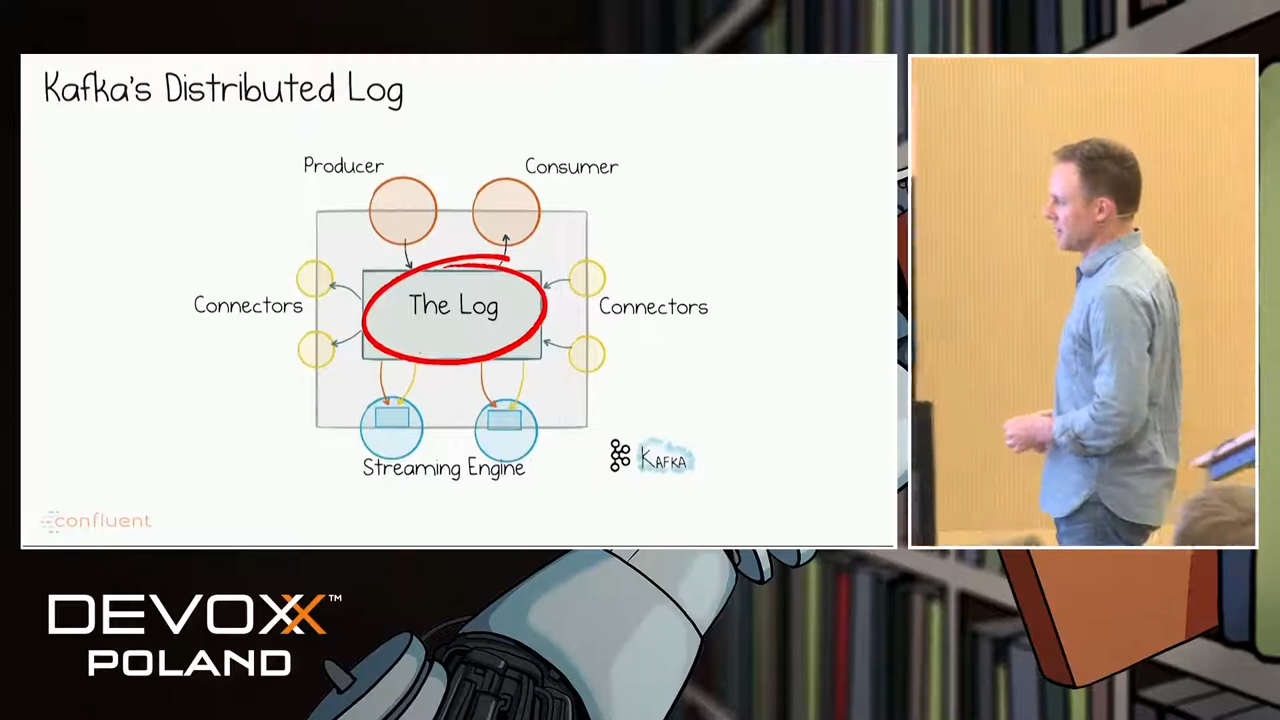 Kafka's Distributed Log
Producer
Consumer
Connectors
The Log
Connectors
Streaming Engine
KAFKA
confluent
DEVOXX™
POLAND